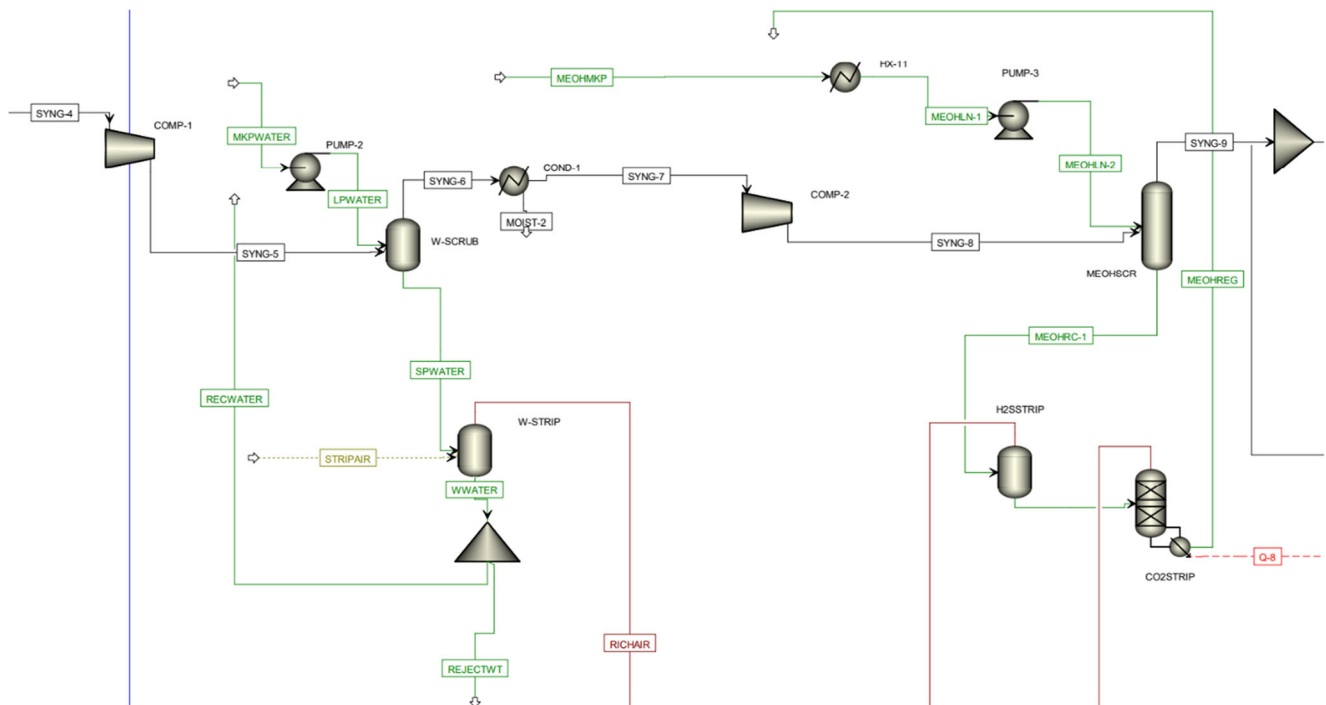 HX-11
PUMP-3
MEOHMKP
SYNG-4
COMP-1
MEOHLN-1
MKPWATER
PUMP-2
SYNG-9
MEOHLN-2
COND-1
SYNG-6
SYNG-7
COMP-2
LPWATER
MOIST-2
W-SCRUB
SYNG-5
SYNG-8
MEOHSCR
MEOHREG
MEOHRC-1
SPWATER
RECWATER
H2SSTRIP
W-STRIP
STRIPAIR
WWATER
Q-8
CO2STRIP
RICHAIR
REJECTWT